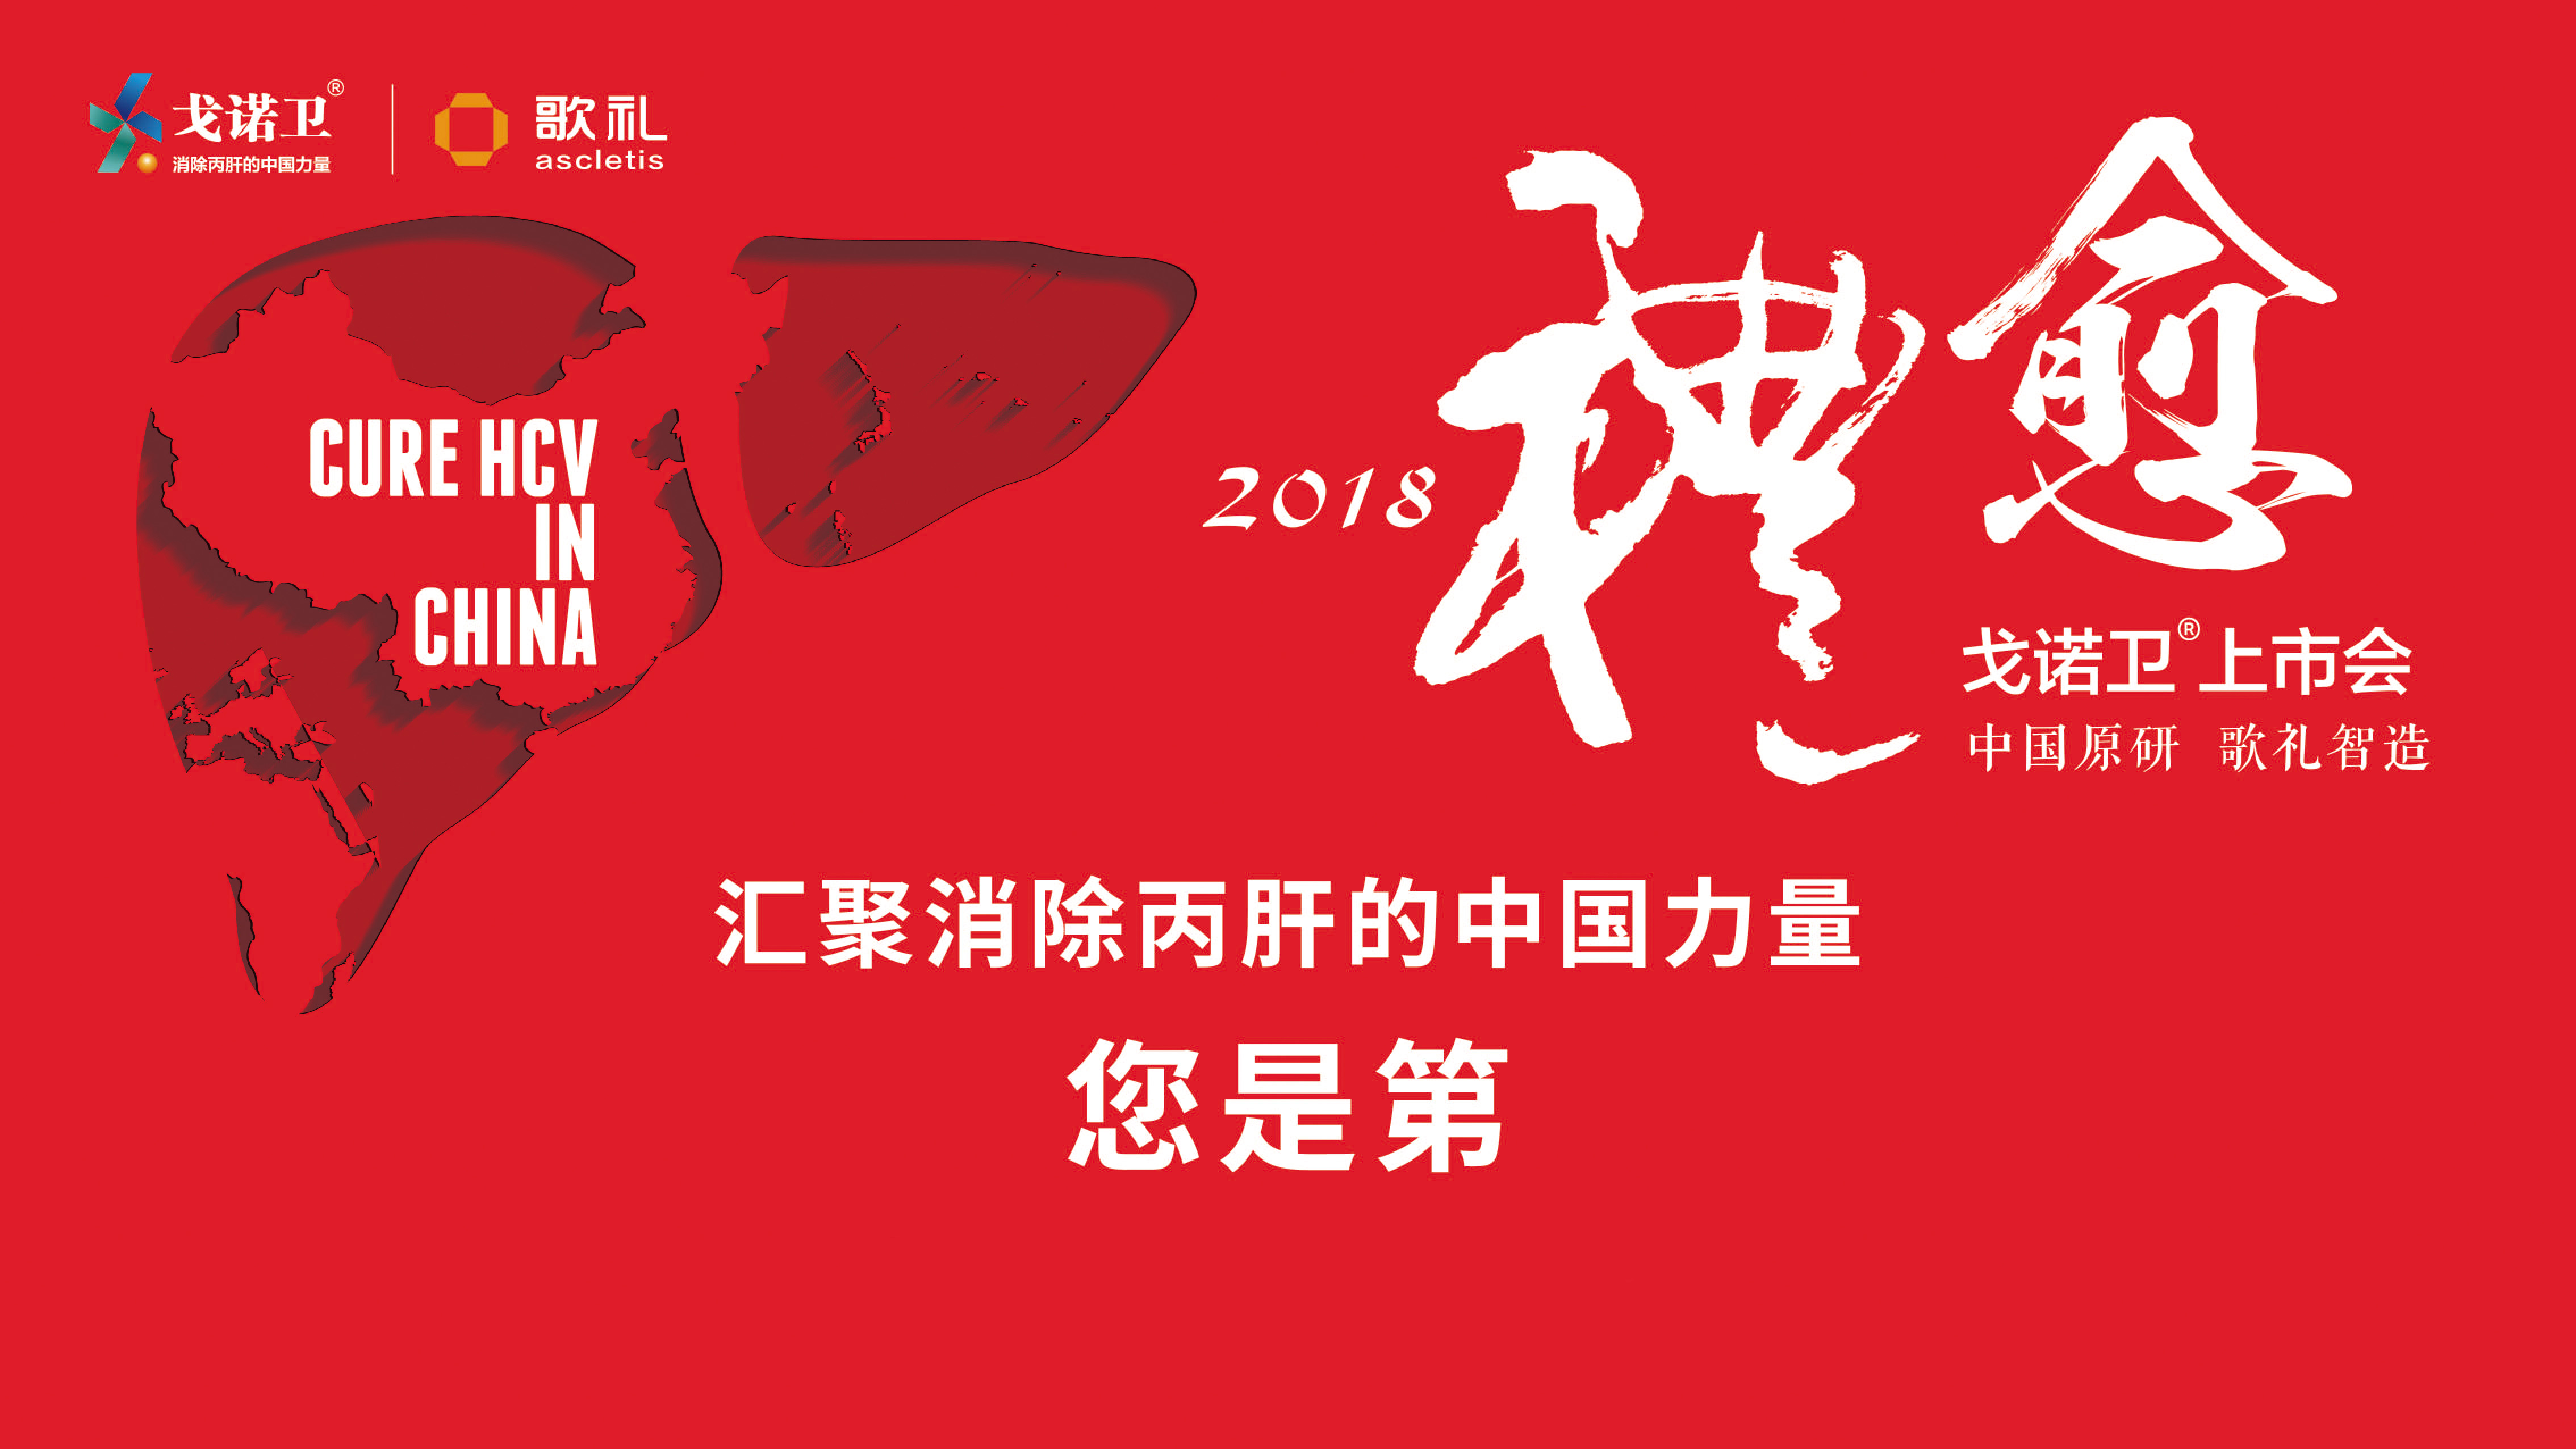 戈诺卫®
消除丙肝的中国力量
歌礼
ascletis
CURE HCV
IN
CHINA
2018
禮愈
戈诺卫®上市会
中国原研 歌礼智造
汇聚消除丙肝的中国力量
您是第